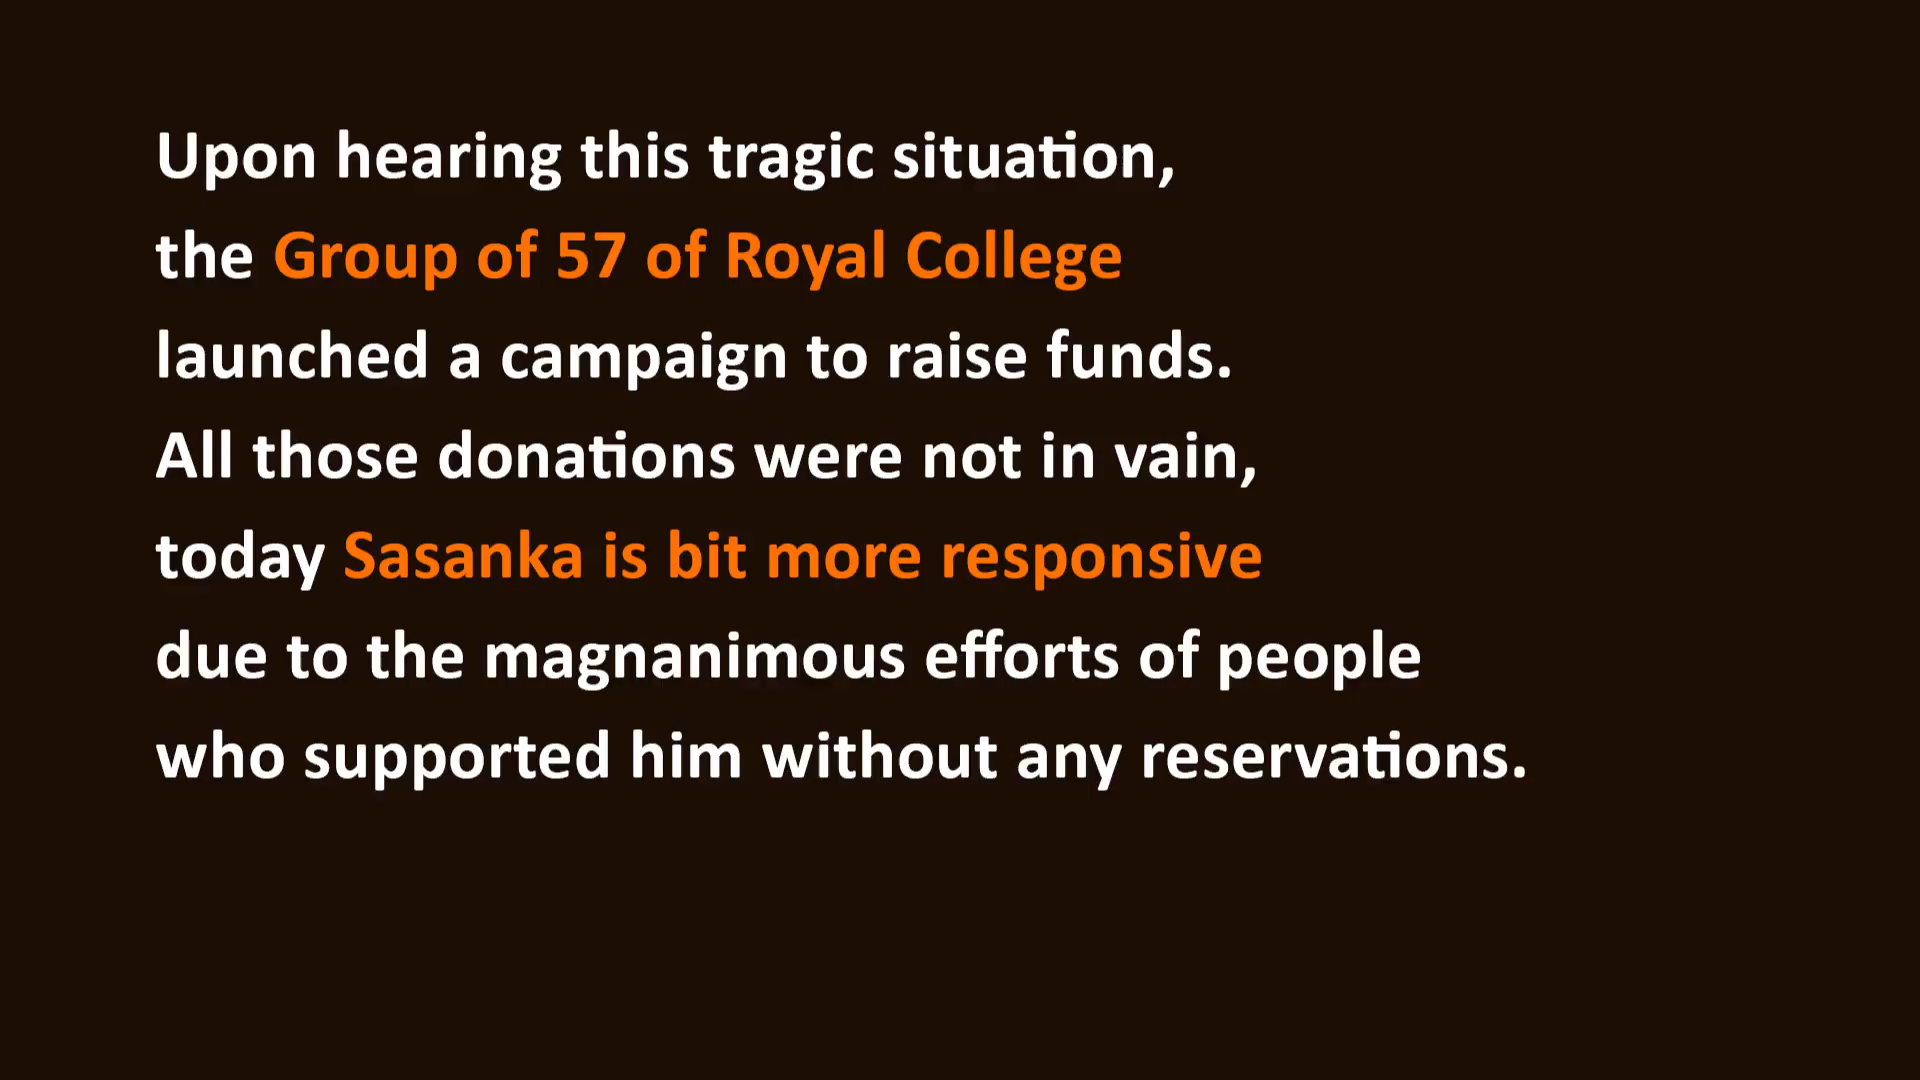 Upon hearing this tragic situation,
the Group of 57 of Royal College
launched a campaign to raise funds.
All those donations were not in vain,
today Sasanka is bit more responsive
due to the magnanimous efforts of people
who supported him without any reservations.